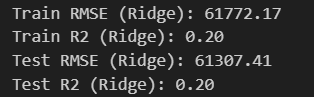 Train RMSE (Ridge): 61772.17
Train R2 (Ridge): 0.20
Test RMSE (Ridge): 61307.41
Test R2 (Ridge): 0.20